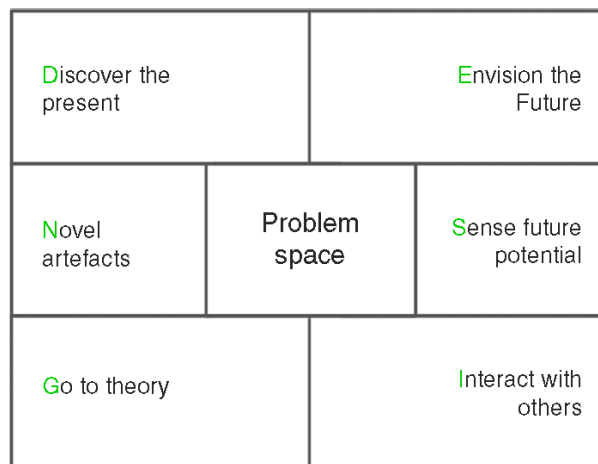 Discover the
present
Envision the
Future
Novel
artefacts
Problem
space
Sense future
potential
Go to theory
Interact with
others